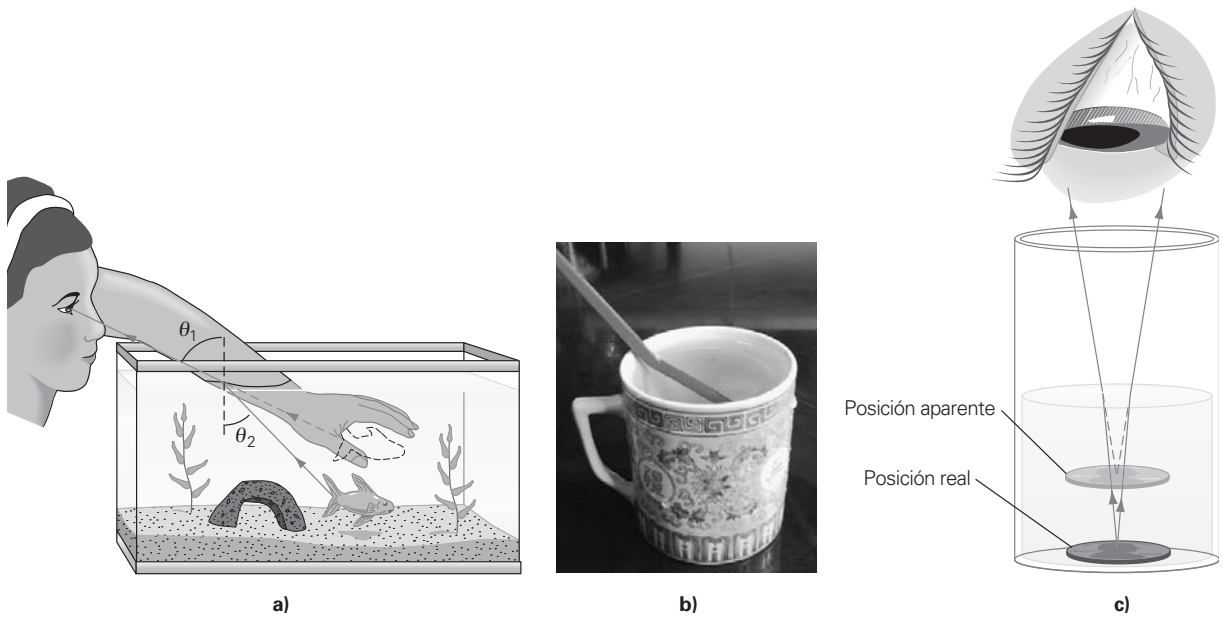 θ1
θ2
Posición aparente
Posición real
a)
b)
c)